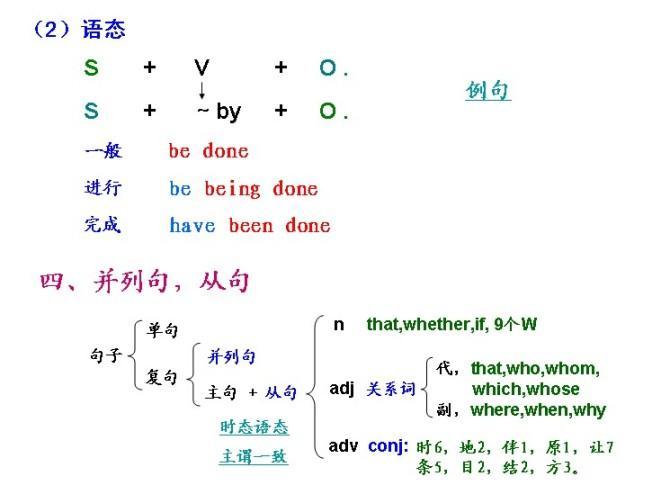 （2）语态
S + V + O .
例句
S + ~ by + O .
一般 be done
进行 be being done
完成 have been done
四、并列句，从句
句子
单句
复句
并列句
主句 + 从句
时态语态
主谓一致
n that,whether,if, 9个W
adj 关系词
代，that,who,whom,
which,whose
副，where,when,why
adv conj: 时6，地2，伴1，原1，让7
条5，目2，结2，方3。